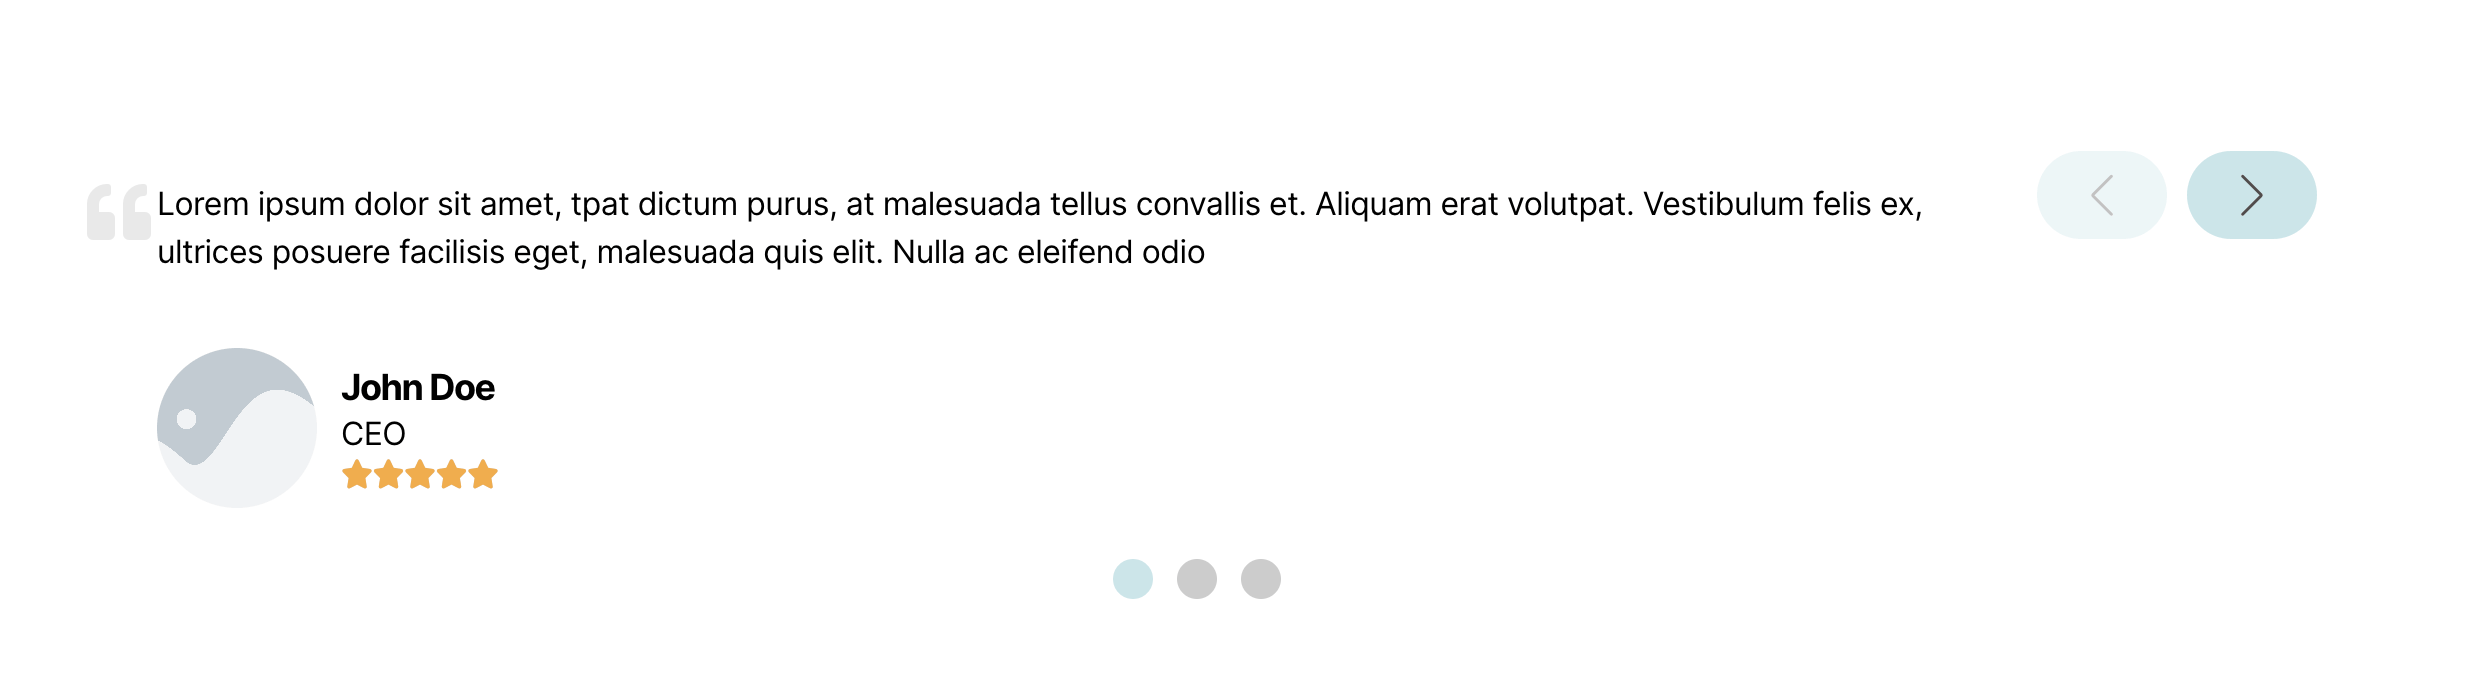 Lorem ipsum dolor sit amet, tpat dictum purus, at malesuada tellus convallis et. Aliquam erat volutpat. Vestibulum felis ex,
ultrices posuere facilisis eget, malesuada quis elit. Nulla ac eleifend odio
John Doe
CEO